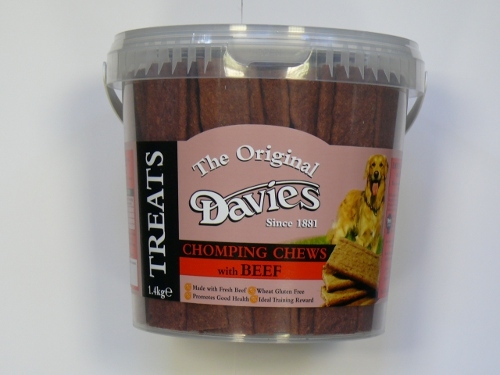 TREATS
1.4kg℮
The Original
Davies
Since 1881
CHOMPING CHEWS
with BEEF
Made with Fresh Beef
Wheat Gluten Free
Promotes Good Health
Ideal Training Reward